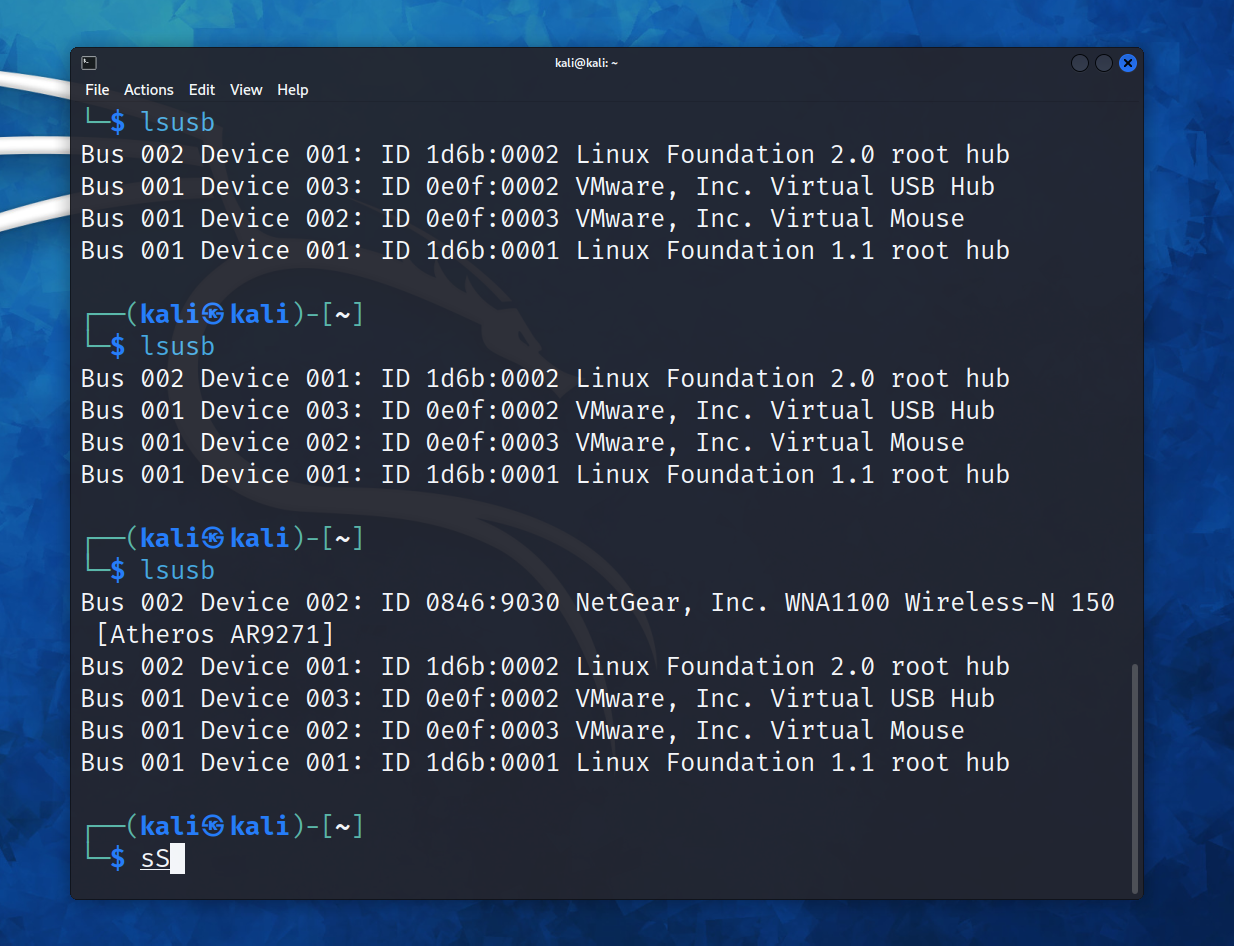 kali@kali: ~
File Actions Edit View Help
└─$ lsusb
Bus 002 Device 001: ID 1d6b:0002 Linux Foundation 2.0 root hub
Bus 001 Device 003: ID 0e0f:0002 VMware, Inc. Virtual USB Hub
Bus 001 Device 002: ID 0e0f:0003 VMware, Inc. Virtual Mouse
Bus 001 Device 001: ID 1d6b:0001 Linux Foundation 1.1 root hub
┌──(kali㉿kali)-[~]
└─$ lsusb
Bus 002 Device 001: ID 1d6b:0002 Linux Foundation 2.0 root hub
Bus 001 Device 003: ID 0e0f:0002 VMware, Inc. Virtual USB Hub
Bus 001 Device 002: ID 0e0f:0003 VMware, Inc. Virtual Mouse
Bus 001 Device 001: ID 1d6b:0001 Linux Foundation 1.1 root hub
┌──(kali㉿kali)-[~]
└─$ lsusb
Bus 002 Device 002: ID 0846:9030 NetGear, Inc. WNA1100 Wireless-N 150
[Atheros AR9271]
Bus 002 Device 001: ID 1d6b:0002 Linux Foundation 2.0 root hub
Bus 001 Device 003: ID 0e0f:0002 VMware, Inc. Virtual USB Hub
Bus 001 Device 002: ID 0e0f:0003 VMware, Inc. Virtual Mouse
Bus 001 Device 001: ID 1d6b:0001 Linux Foundation 1.1 root hub
┌──(kali㉿kali)-[~]
└─$ sS